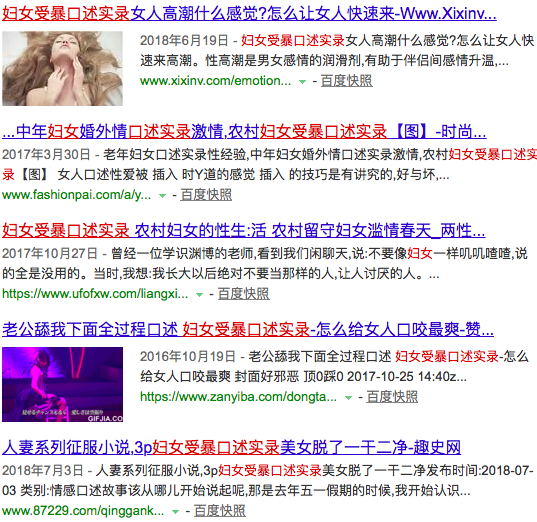 妇女受暴口述实录女人高潮什么感觉?怎么让女人快速来-Www.Xixinv...
2018年6月19日 - 妇女受暴口述实录女人高潮什么感觉?怎么让女人快
速来高潮。性高潮是男女感情的润滑剂,有助于伴侣间感情升温,...
www.xixinv.com/emotion... - 百度快照
...中年妇女婚外情口述实录激情,农村妇女受暴口述实录【图】-时尚...
2017年3月30日 - 老年妇女口述实录性经验,中年妇女婚外情口述实录激情,农村妇女受暴口述实
录【图】 女人口述性爱被 插入 时Y道的感觉 插入 的技巧是有讲究的,好与坏,...
www.fashionpai.com/a/y... - 百度快照
妇女受暴口述实录 农村妇女的性生:活 农村留守妇女滥情春天_两性...
2017年10月27日 - 曾经一位学识渊博的老师,看到我们闲聊天,说:不要像妇女一样叽叽喳喳,说
的全是没用的。当时,我想:我长大以后绝对不要当那样的人,让人讨厌的人。...
https://www.ufofxw.com/liangxi... - 百度快照
老公舔我下面全过程口述 妇女受暴口述实录-怎么给女人口咬最爽-赞...
2016年10月19日 - 老公舔我下面全过程口述 妇女受暴口述实录-怎么
给女人口咬最爽 封面好邪恶 顶0踩0 2017-10-25 14:40z...
https://www.zanyiba.com/dongta... - 百度快照
GIFJIA.CO
人妻系列征服小说,3p妇女受暴口述实录美女脱了一干二净-趣史网
2018年7月3日 - 人妻系列征服小说,3p妇女受暴口述实录美女脱了一干二净发布时间:2018-07-
03 类别:情感口述故事该从哪儿开始说起呢,那是去年五一假期的时候,我开始认识...
www.87229.com/qinggank... - 百度快照